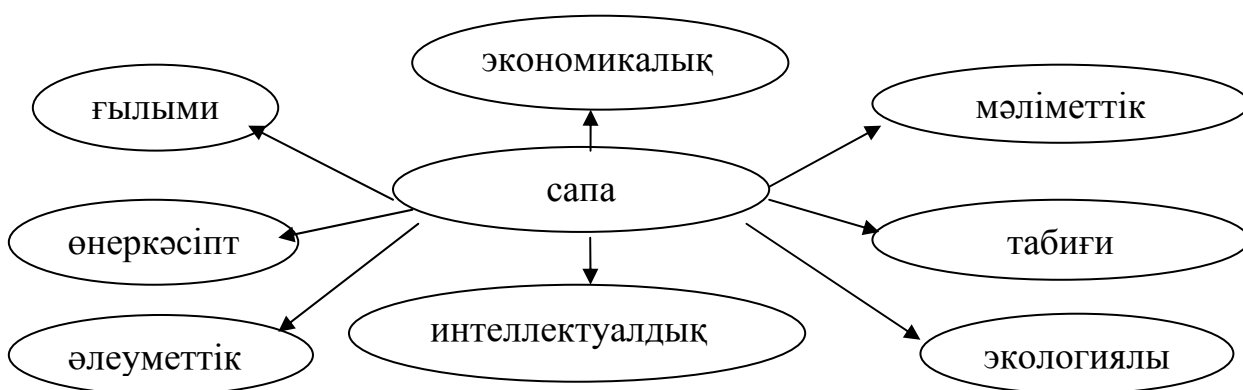 экономикалық
ғылыми
мәліметтік
сапа
өнеркәсіпт
табиғи
интеллектуалдық
әлеуметтік
экологиялы